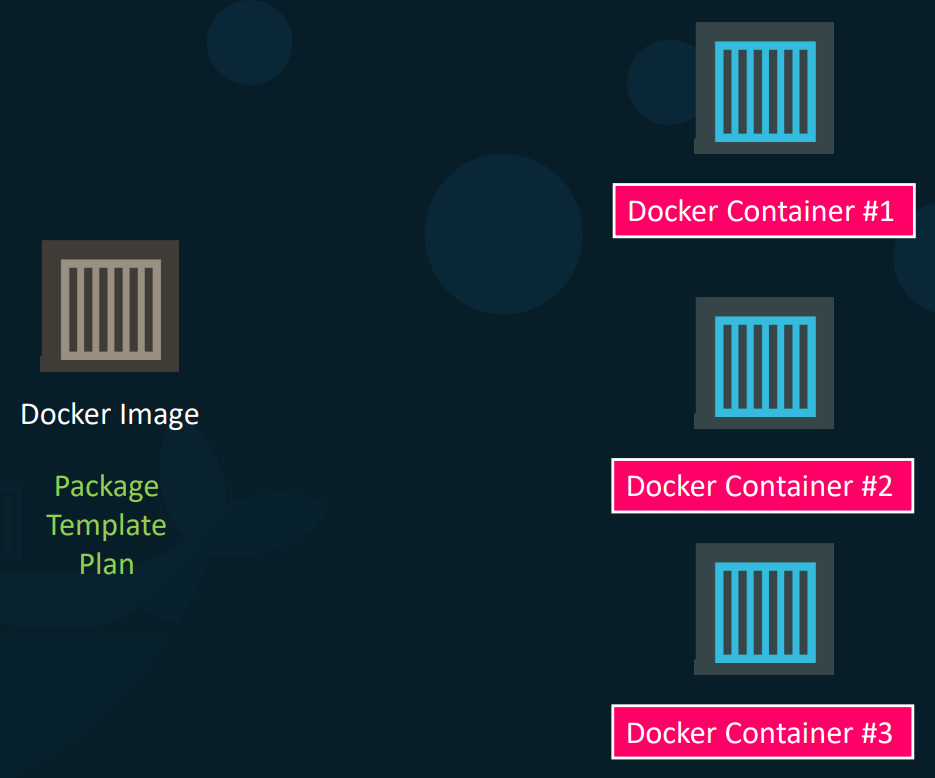 Docker Container #1
Docker Image
Package
Template
Plan
Docker Container #2
Docker Container #3